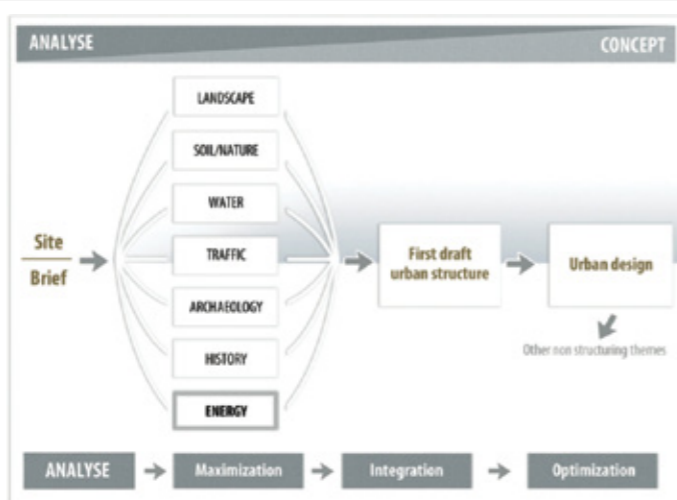 ANALYSE
CONCEPT
LANDSCAPE
SOIL/NATURE
WATER
TRAFFIC
ARCHAEOLOGY
HISTORY
ENERGY
Site
Brief
First draft
urban structure
Urban design
Other non structuring themes
ANALYSE
Maximization
Integration
Optimization